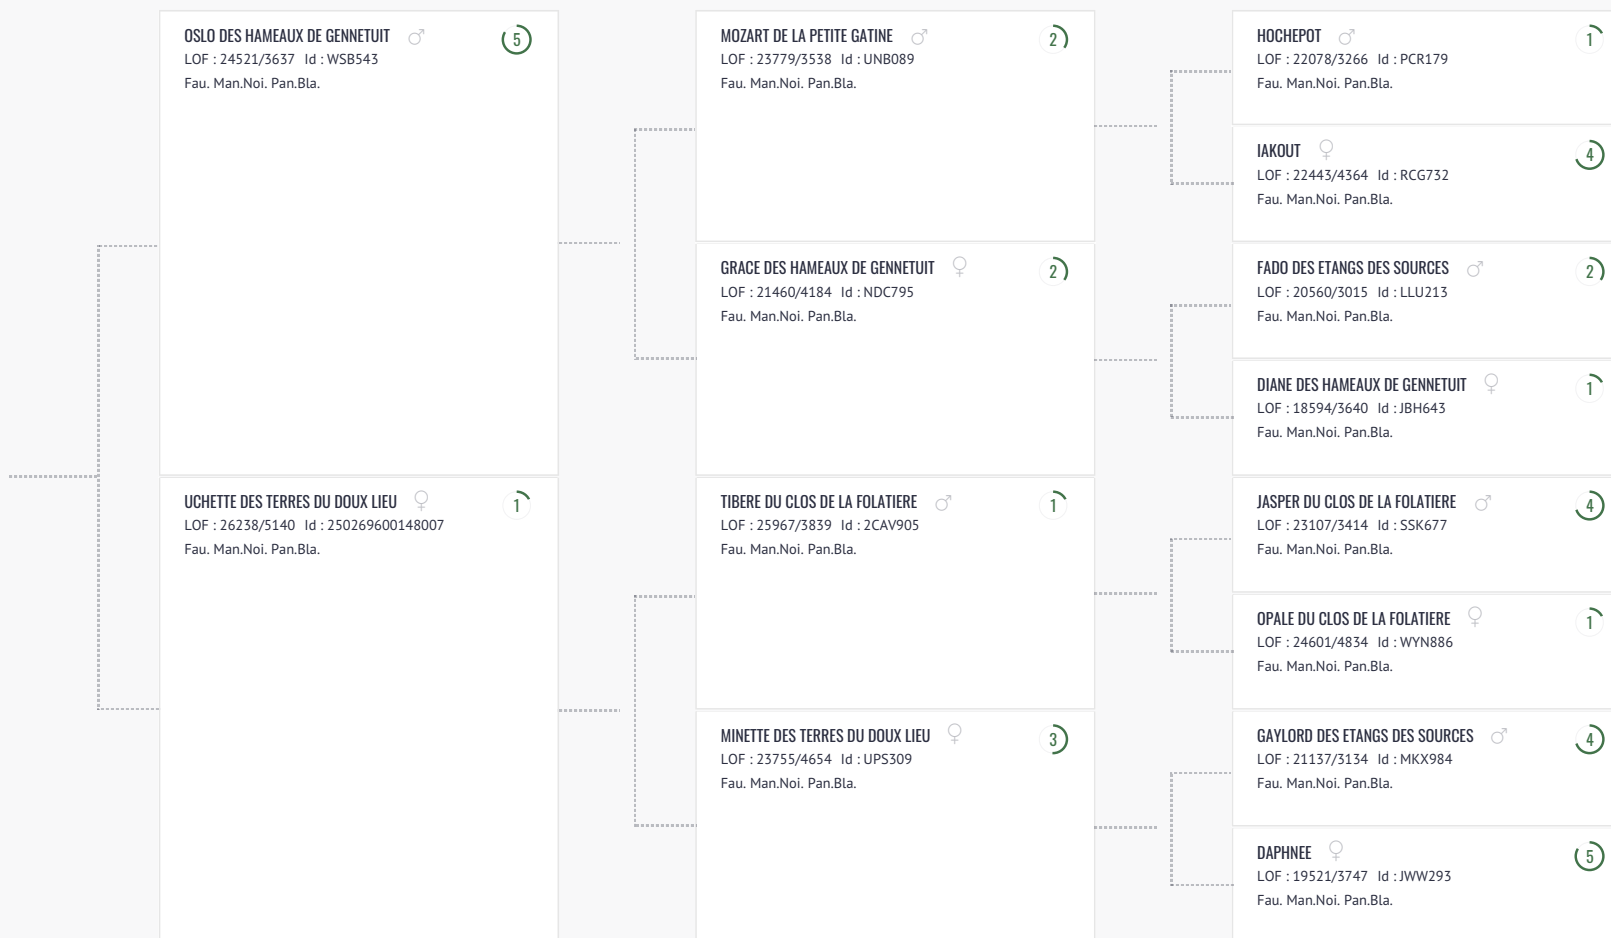 OSLO DES HAMEAUX DE GENNETUIT ♂ 5
LOF : 24521/3637 Id : WSB543
Fau. Man.Noi. Pan.Bla.
UCHETTE DES TERRES DU DOUX LIEU ♀ 1
LOF : 26238/5140 Id : 250269600148007
Fau. Man.Noi. Pan.Bla.
MOZART DE LA PETITE GATINE ♂ 2
LOF : 23779/3538 Id : UNB089
Fau. Man.Noi. Pan.Bla.
GRACE DES HAMEAUX DE GENNETUIT ♀ 2
LOF : 21460/4184 Id : NDC795
Fau. Man.Noi. Pan.Bla.
TIBERE DU CLOS DE LA FOLATIERE ♂ 1
LOF : 25967/3839 Id : 2CAV905
Fau. Man.Noi. Pan.Bla.
MINETTE DES TERRES DU DOUX LIEU ♀ 3
LOF : 23755/4654 Id : UPS309
Fau. Man.Noi. Pan.Bla.
HOCHEPOT ♂ 1
LOF : 22078/3266 Id : PCR179
Fau. Man.Noi. Pan.Bla.
IAKOUT ♀ 4
LOF : 22443/4364 Id : RCG732
Fau. Man.Noi. Pan.Bla.
FADO DES ETANGS DES SOURCES ♂ 2
LOF : 20560/3015 Id : LLU213
Fau. Man.Noi. Pan.Bla.
DIANE DES HAMEAUX DE GENNETUIT ♀ 1
LOF : 18594/3640 Id : JBH643
Fau. Man.Noi. Pan.Bla.
JASPER DU CLOS DE LA FOLATIERE ♂ 4
LOF : 23107/3414 Id : SSK677
Fau. Man.Noi. Pan.Bla.
OPALE DU CLOS DE LA FOLATIERE ♀ 1
LOF : 24601/4834 Id : WYN886
Fau. Man.Noi. Pan.Bla.
GAYLORD DES ETANGS DES SOURCES ♂ 4
LOF : 21137/3134 Id : MKX984
Fau. Man.Noi. Pan.Bla.
DAPHNEE ♀ 5
LOF : 19521/3747 Id : JWW293
Fau. Man.Noi. Pan.Bla.